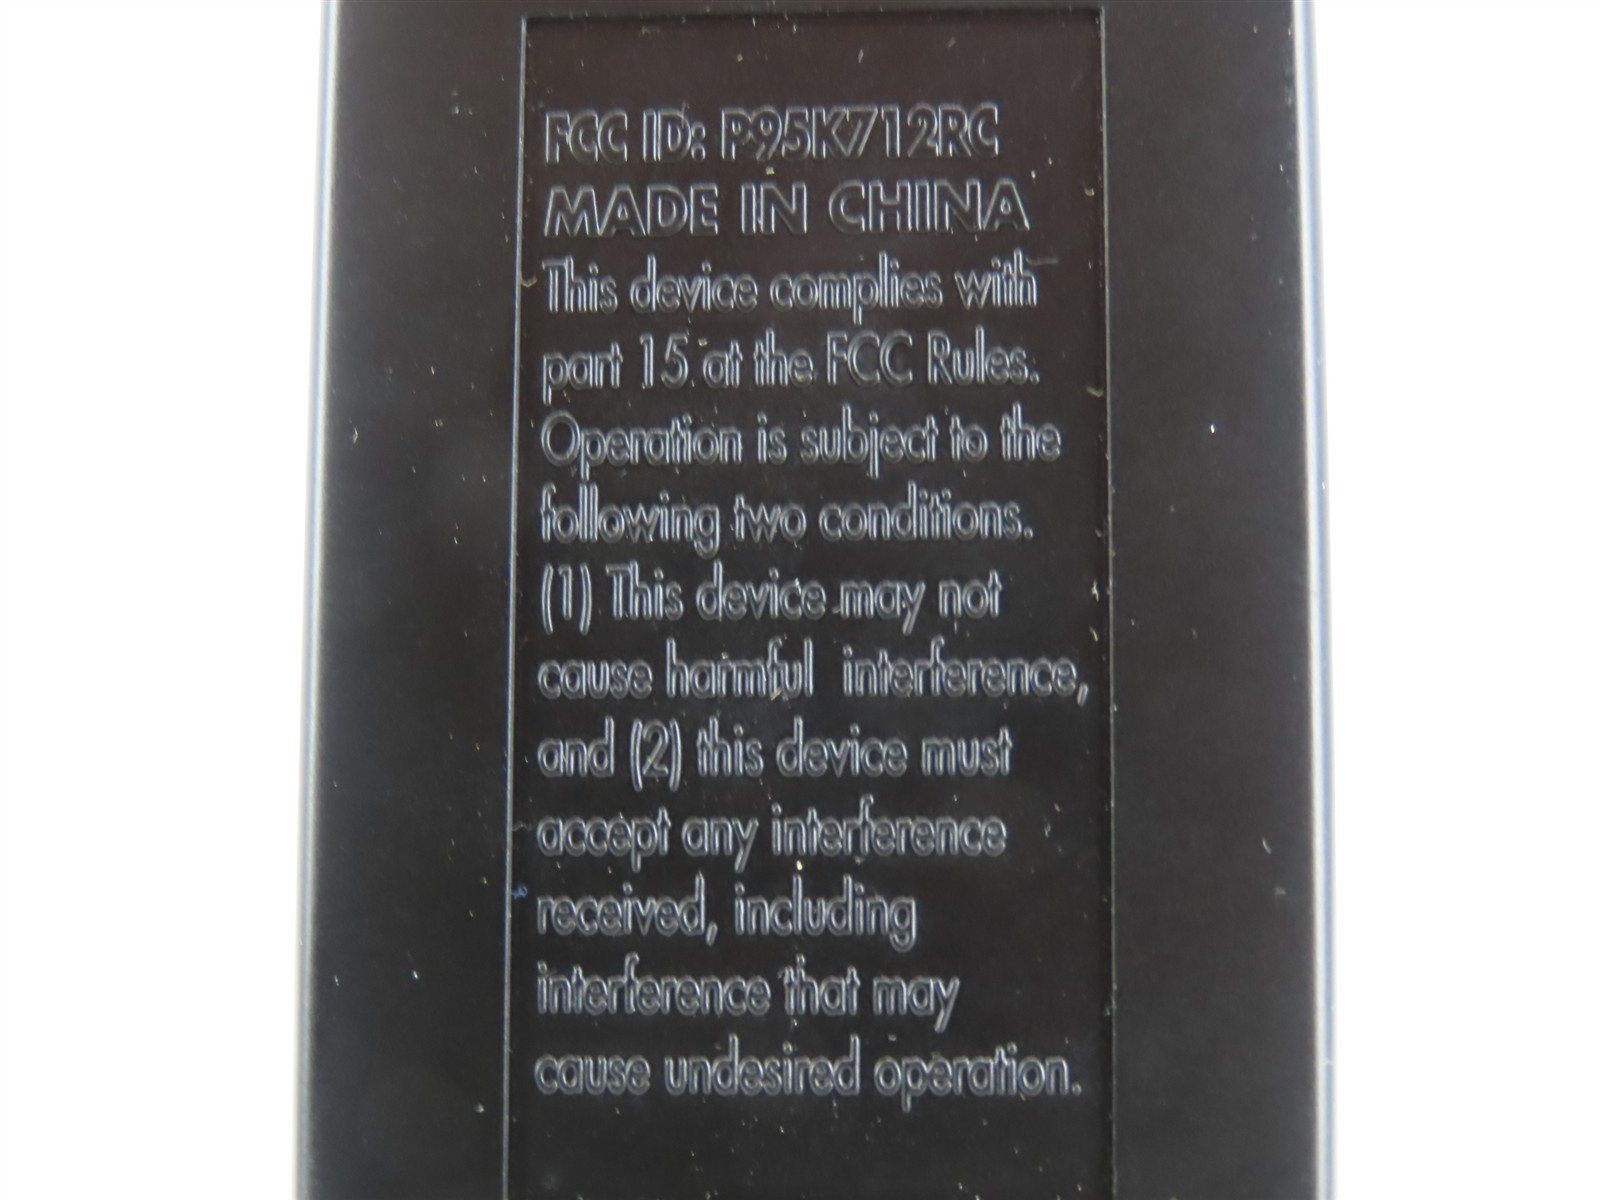 FCC ID: P95K712RC
MADE IN CHINA
This device complies with
part 15 at the FCC Rules.
Operation is subject to the
following two conditions.
(1) This device may not
cause harmful interference,
and (2) this device must
accept any interference
received, including
interference that may
cause undesired operation.